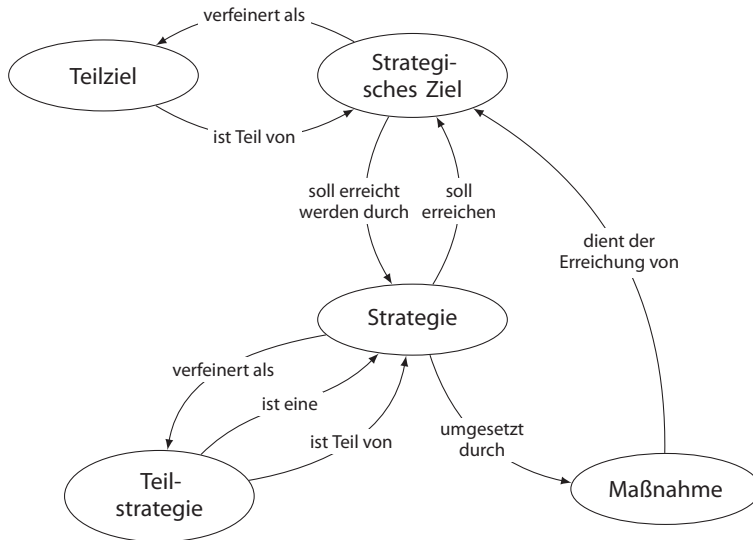 verfeinert als
Teilziel
Strategi-
sches Ziel
ist Teil von
soll erreicht
werden durch
soll
erreichen
dient der
Erreichung von
Strategie
verfeinert als
ist eine
ist Teil von
umgesetzt
durch
Teil-
strategie
Maßnahme